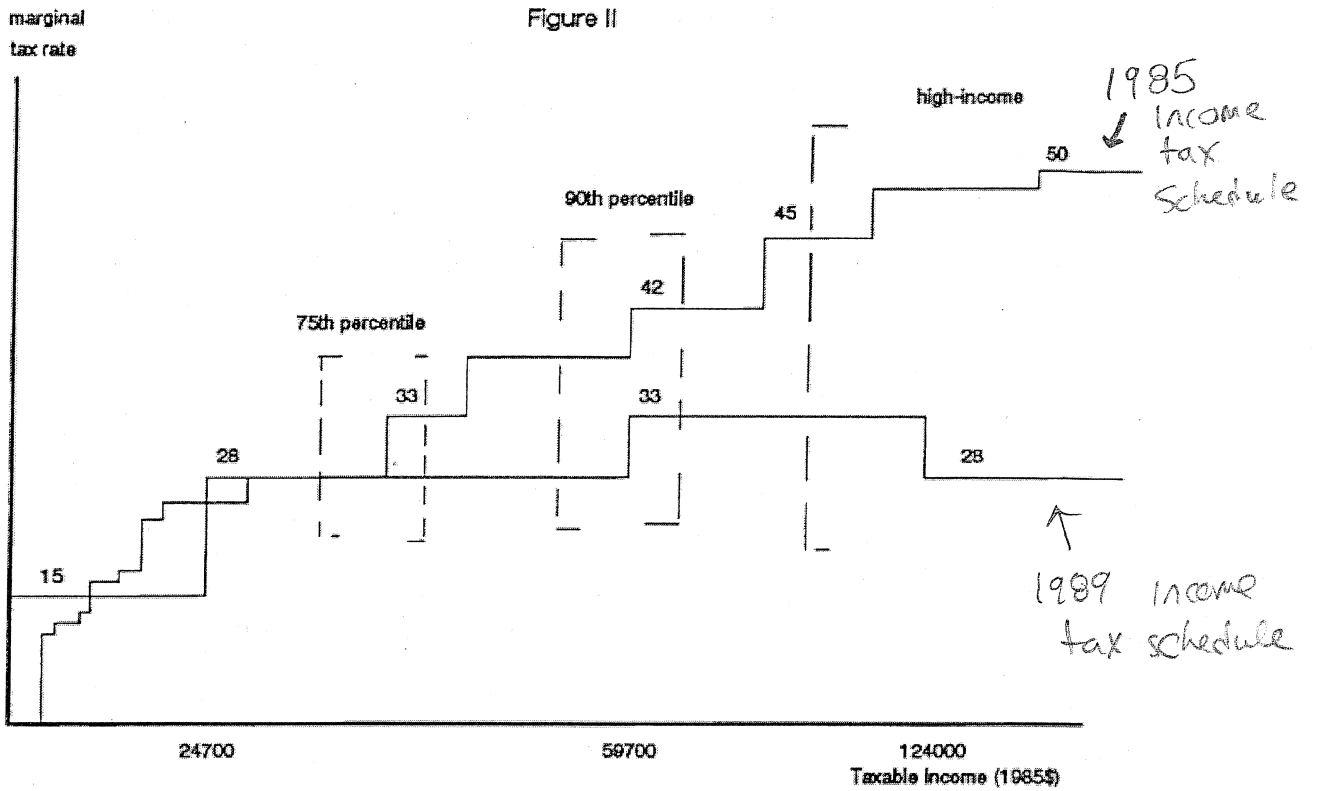 marginal
tax rate
Figure II
high-income
1985
Income
tax
Schedule
50
90th percentile
45
42
75th percentile
33
33
28
28
15
1989 Income
tax schedule
24700
59700
124000
Taxable Income (1985$)